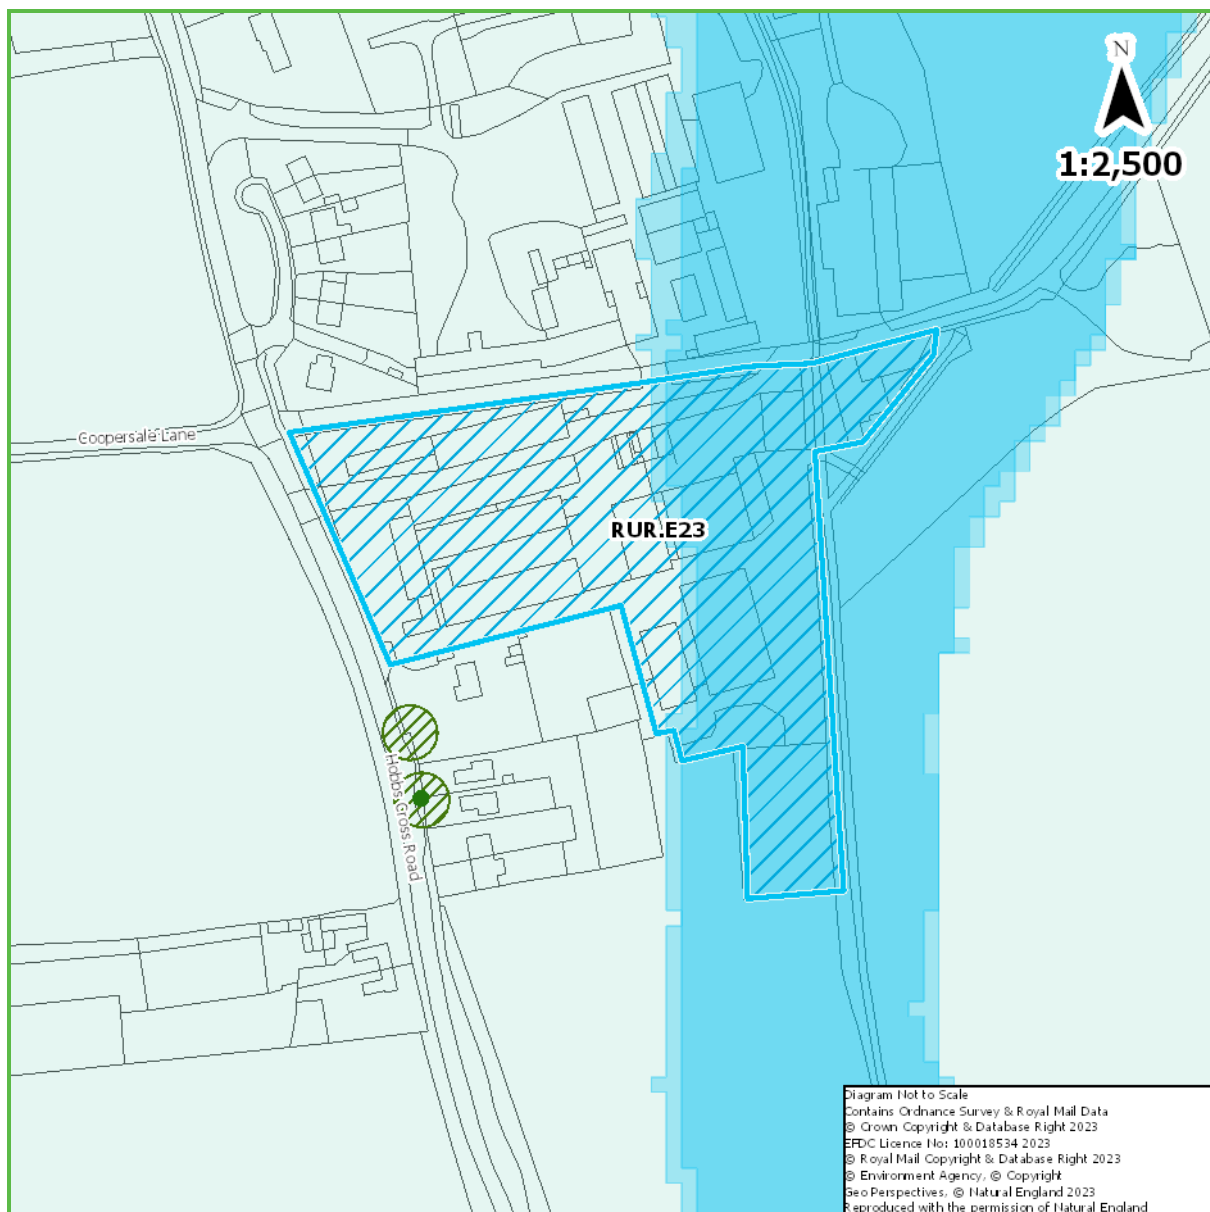 N
1:2,500
Coopersale Lane
RUR.E23
Hobbs Cross Road
Diagram Not to Scale
Contains Ordnance Survey & Royal Mail Data
© Crown Copyright & Database Right 2023
EFDC Licence No: 100018534 2023
© Royal Mail Copyright & Database Right 2023
© Environment Agency, © Copyright
Geo Perspectives, © Natural England 2023
Reproduced with the permission of Natural England